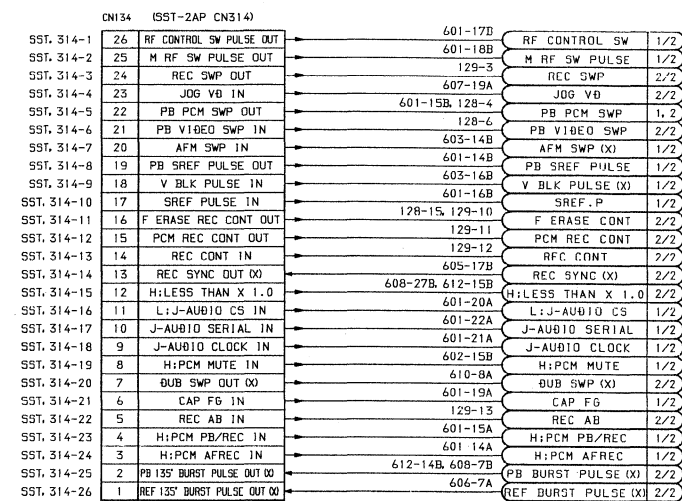 CN134 (SST-2AP CN314)
SST, 314-1 26 RF CONTROL SW PULSE OUT 601-17B RF CONTROL SW 1/2
SST, 314-2 25 M RF SW PULSE OUT 601-18B M RF SW PULSE 1/2
SST, 314-3 24 REC SWP OUT 129-3 REC SWP 2/2
SST, 314-4 23 JOG VD IN 607-19A JOG VD 2/2
SST, 314-5 22 PB PCM SWP OUT 601-15B, 128-4 PB PCM SWP 1, 2
SST, 314-6 21 PB VIDEO SWP IN 128-6 PB VIDEO SWP 2/2
SST, 314-7 20 AFM SWP IN 603-14B AFM SWP (X) 1/2
SST, 314-8 19 PB SREF PULSE OUT 601-14B PB SREF PULSE 1/2
SST, 314-9 18 V BLK PULSE IN 603-16B V BLK PULSE (X) 1/2
SST, 314-10 17 SREF PULSE IN 601-16B SREF.P 1/2
SST, 314-11 16 F ERASE REC CONT OUT 128-15, 129-10 F ERASE CONT 2/2
SST, 314-12 15 PCM REC CONT OUT 129-11 PCM REC CONT 2/2
SST, 314-13 14 REC CONT IN 129-12 REC CONT 2/2
SST, 314-14 13 REC SYNC OUT (X) 605-17B REC SYNC (X) 2/2
SST, 314-15 12 H:LESS THAN X 1.0 608-27B, 612-15B H:LESS THAN X 1.0 2/2
SST, 314-16 11 L:J-AUDIO CS IN 601-20A L:J-AUDIO CS 1/2
SST, 314-17 10 J-AUDIO SERIAL IN 601-22A J-AUDIO SERIAL 1/2
SST, 314-18 9 J-AUDIO CLOCK IN 601-21A J-AUDIO CLOCK 1/2
SST, 314-19 8 H:PCM MUTE IN 602-15B H:PCM MUTE 1/2
SST, 314-20 7 DUB SWP OUT (X) 610-8A DUB SWP (X) 2/2
SST, 314-21 6 CAP FG IN 601-19A CAP FG 1/2
SST, 314-22 5 REC AB IN 129-13 REC AB 2/2
SST, 314-23 4 H:PCM PB/REC IN 601-15A H:PCM PB/REC 1/2
SST, 314-24 3 H:PCM AFREC IN 601-14A H:PCM AFREC 1/2
SST, 314-25 2 PB 135° BURST PULSE OUT (X) 612-14B, 608-7B PB BURST PULSE (X) 2/2
SST, 314-26 1 REF 135° BURST PULSE OUT (X) 606-7A REF BURST PULSE (X) 2/2